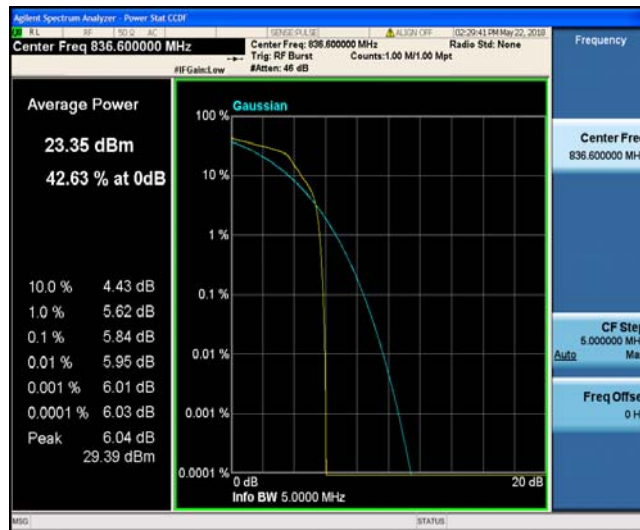 Agilent Spectrum Analyzer - Power Stat CCDF
RL RF 50 Ω AC SENSE:PULSE ALIGN OFF 02:29:41 PM May 22, 2018
Center Freq 836.600000 MHz
Center Freq: 836.600000 MHz Radio Std: None
Trig: RF Burst Counts:1.00 M/1.00 Mpt
#IFGain:Low #Atten: 46 dB
Frequency
Average Power
23.35 dBm
42.63 % at 0dB
10.0 % 4.43 dB
1.0 % 5.62 dB
0.1 % 5.84 dB
0.01 % 5.95 dB
0.001 % 6.01 dB
0.0001 % 6.03 dB
Peak 6.04 dB
29.39 dBm
Gaussian
100 %
10 %
1 %
0.1 %
0.01 %
0.001 %
0.0001 %
0 dB 20 dB
Info BW 5.0000 MHz
Center Fre
836.600000 MH
CF Step
5.000000 MH
Auto Ma
Freq Offse
0 H
MSG STATUS